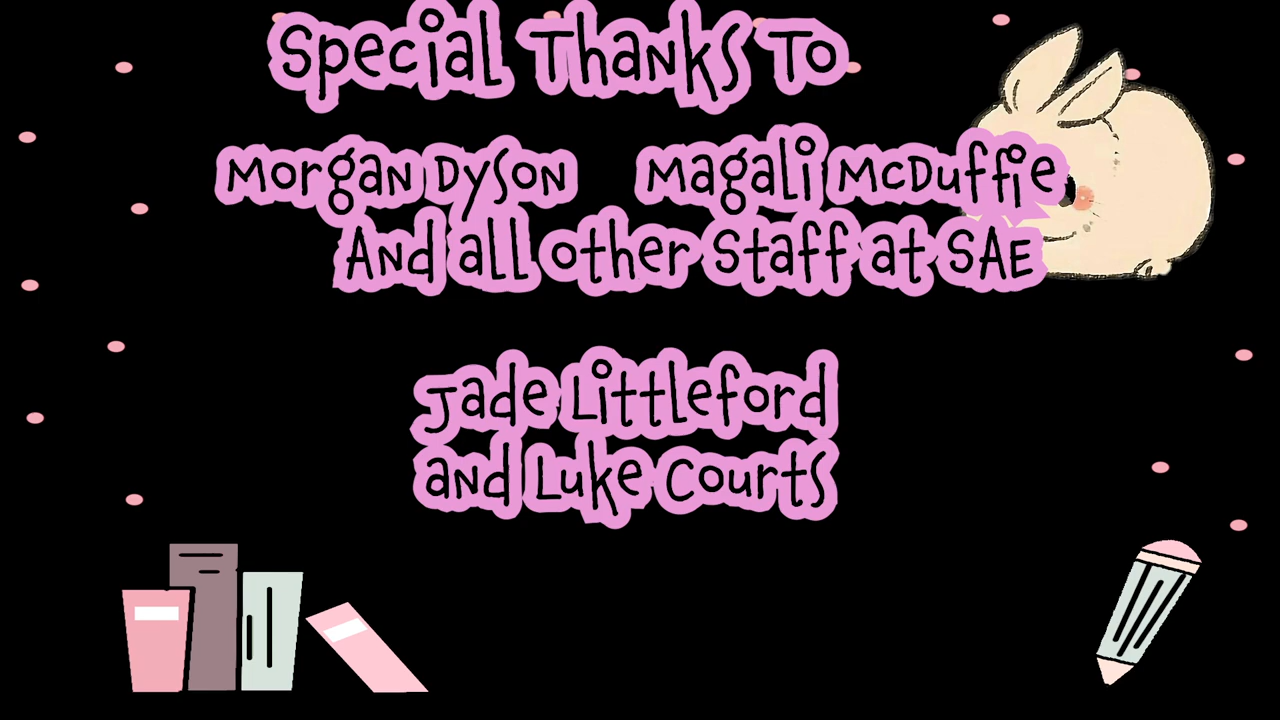 Special Thanks To
Morgan Dyson Magali McDuffie
And all other Staff at SAE
Jade Littleford
and Luke Courts